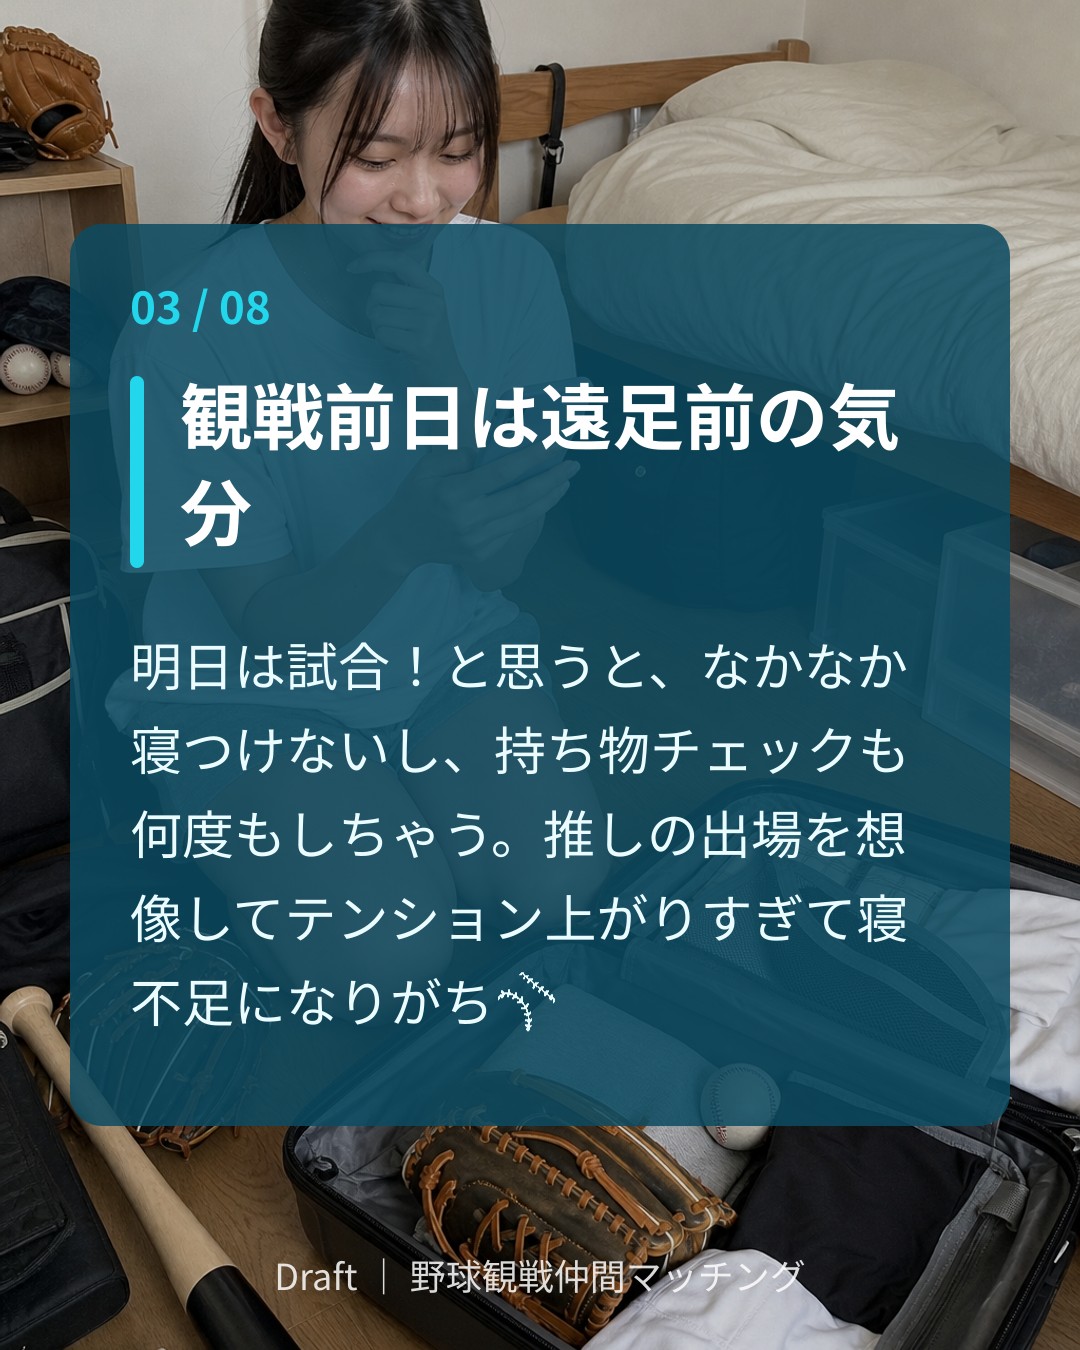 03 / 08
観戦前日は遠足前の気
分
明日は試合！と思うと、なかなか
寝つけないし、持ち物チェックも
何度もしちゃう。推しの出場を想
像してテンション上がりすぎて寝
不足になりがち⚾
Draft ｜ 野球観戦仲間マッチング